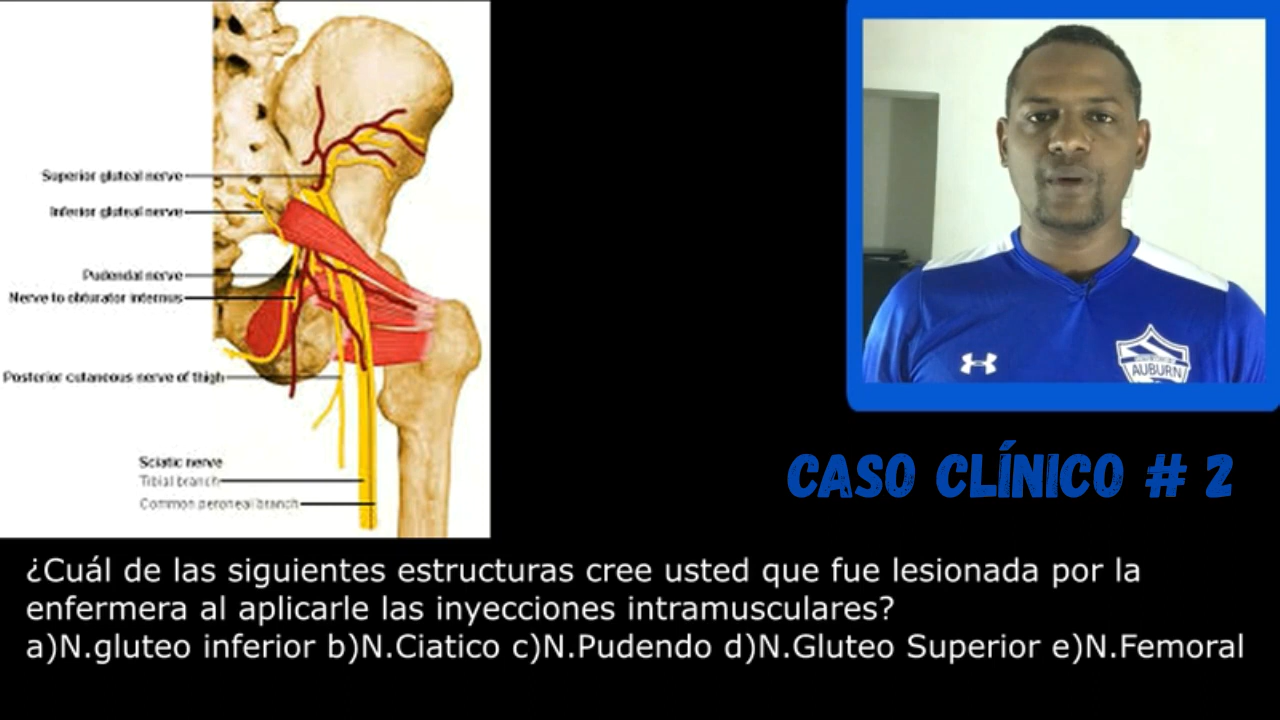 Superior gluteal nerve
Inferior gluteal nerve
Pudendal nerve
Nerve to obturator internus
Posterior cutaneous nerve of thigh
Sciatic nerve
Tibial branch
Common peroneal branch
AUBURN
CASO CLÍNICO # 2
¿Cuál de las siguientes estructuras cree usted que fue lesionada por la
enfermera al aplicarle las inyecciones intramusculares?
a)N.gluteo inferior b)N.Ciatico c)N.Pudendo d)N.Gluteo Superior e)N.Femoral